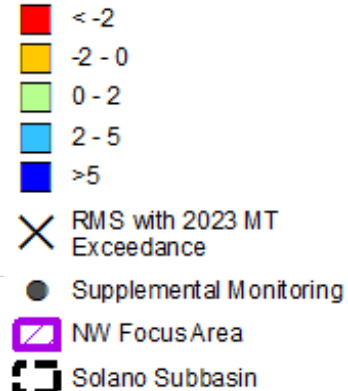 < -2
-2 - 0
0 - 2
2 - 5
>5
RMS with 2023 MT
Exceedance
Supplemental Monitoring
NW Focus Area
Solano Subbasin